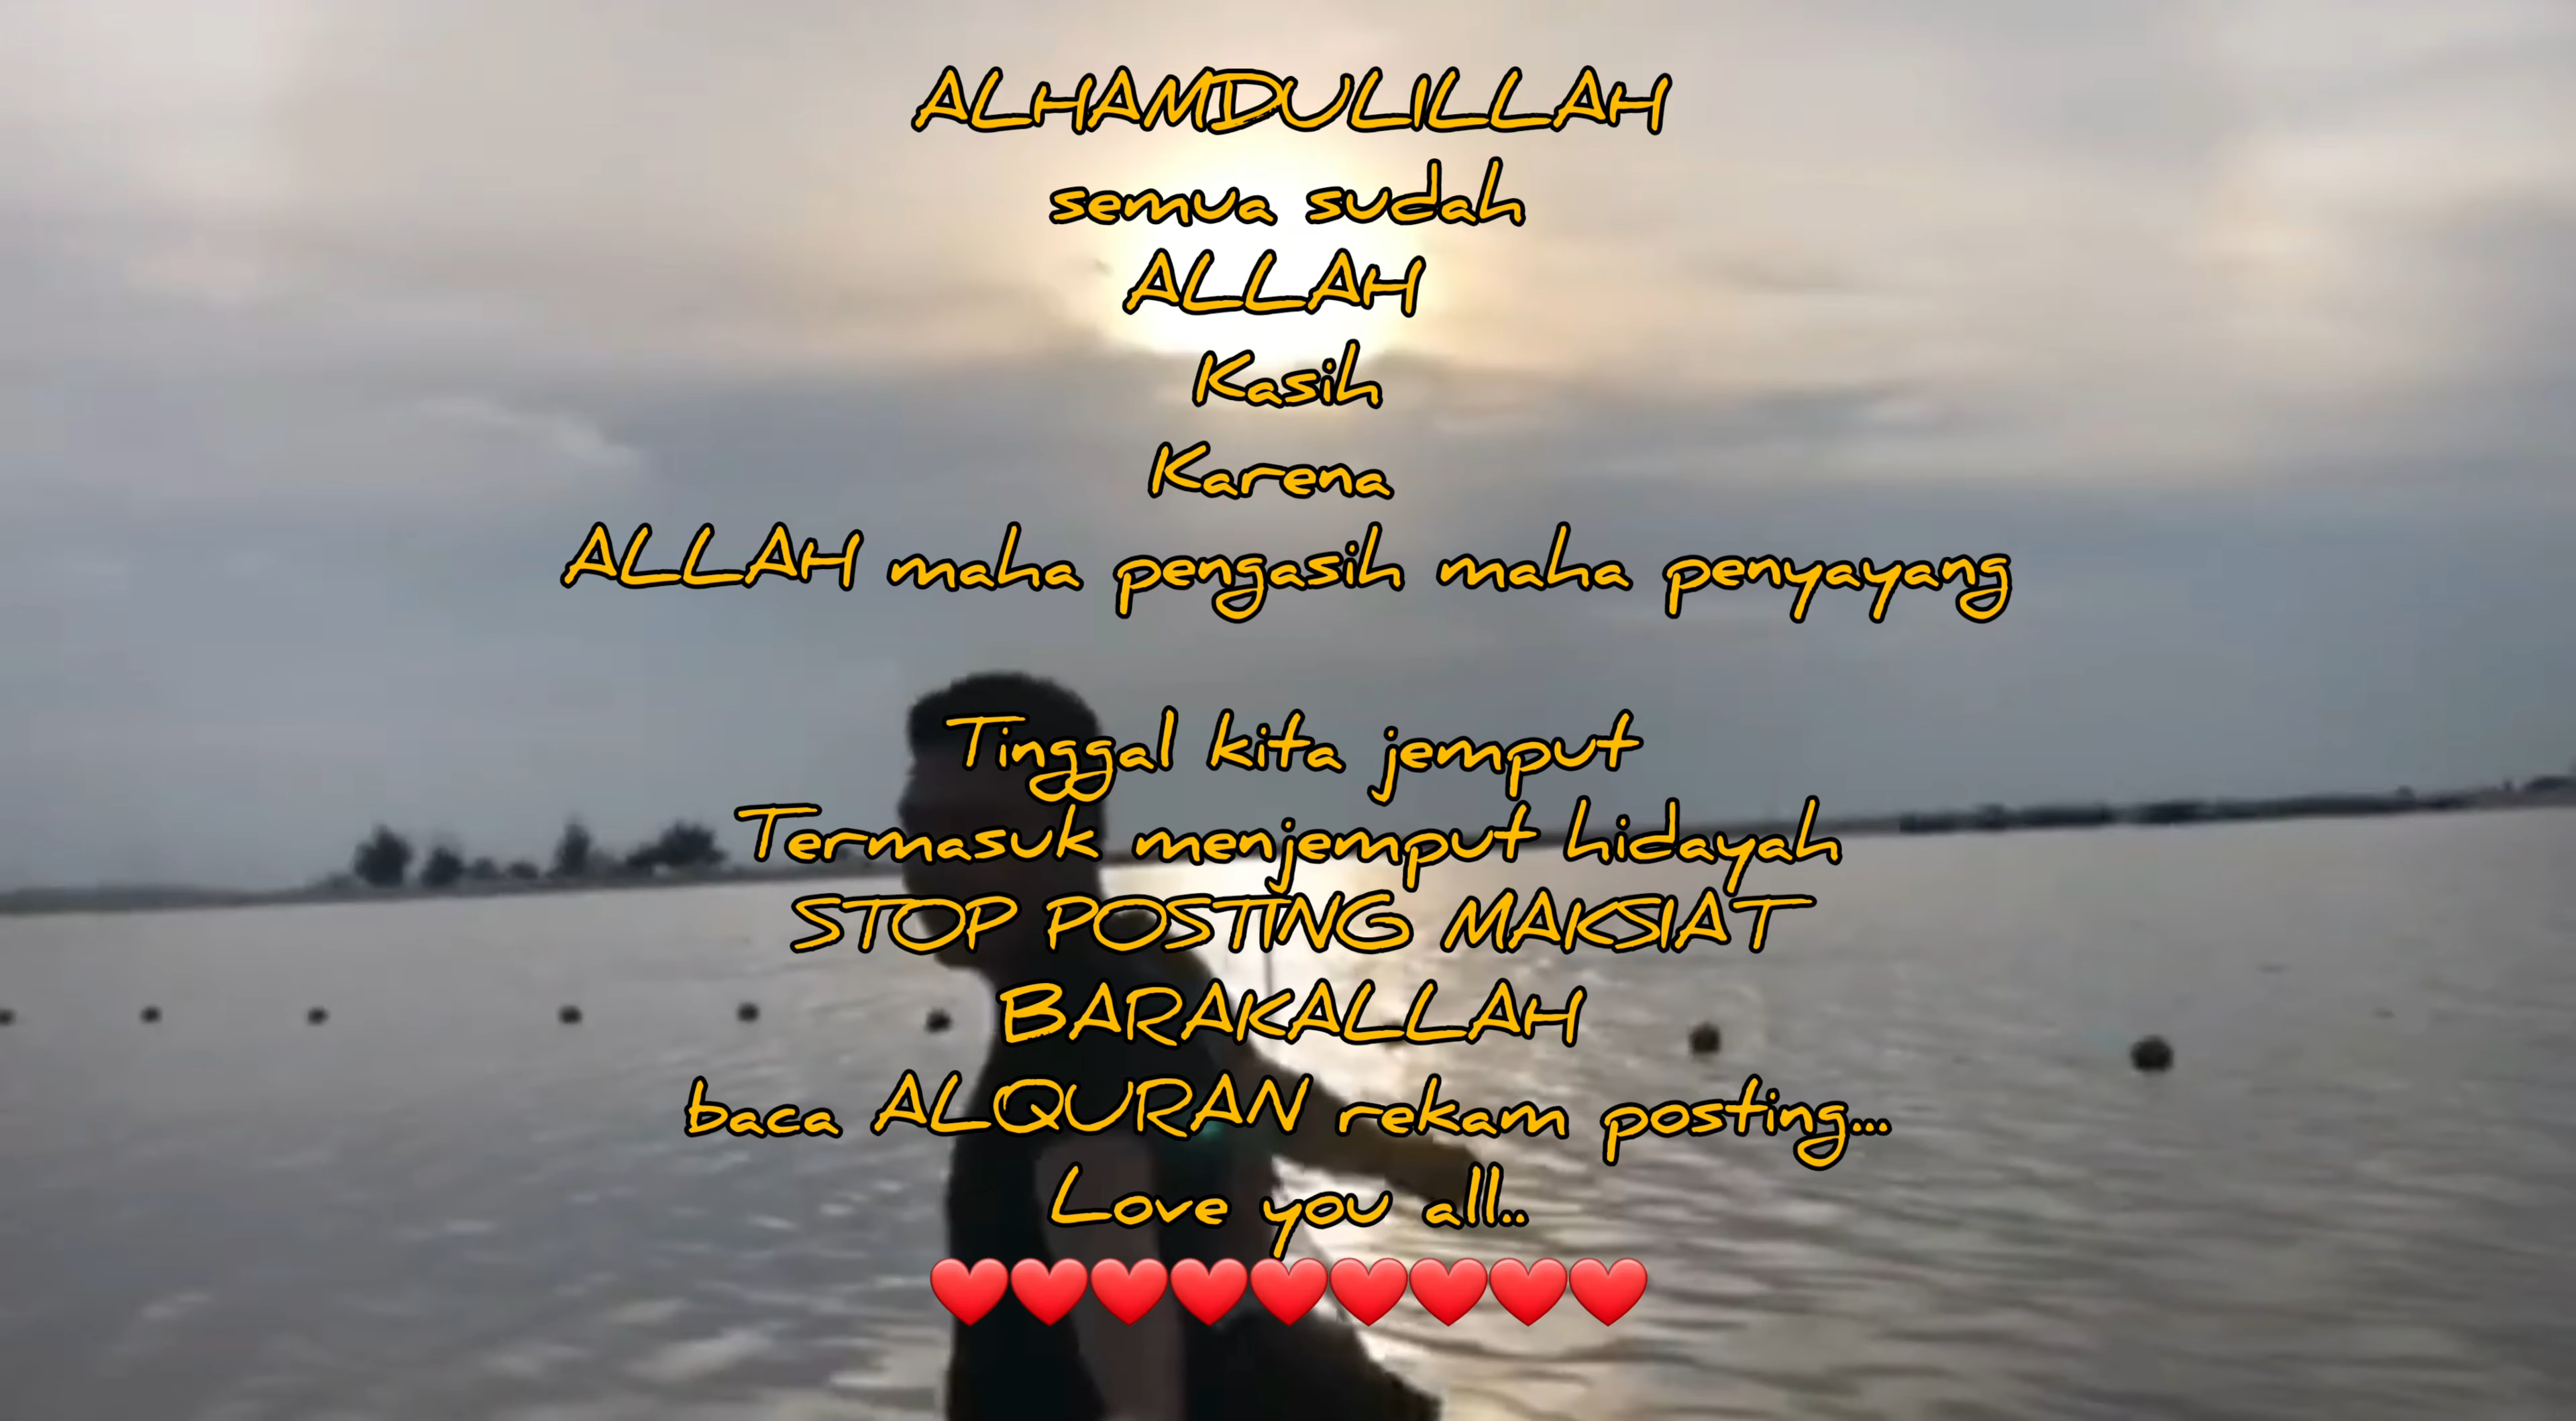 ALHAMDULILLAH
semua sudah
ALLAH
Kasih
Karena
ALLAH maha pengasih maha penyayang
Tinggal kita jemput
Termasuk menjemput hidayah
STOP POSTING MAKSIAT
BARAKALLAH
baca ALQURAN rekam posting...
Love you all..
❤️❤️❤️❤️❤️❤️❤️❤️❤️